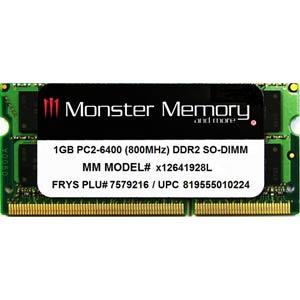 Monster Memory
and more
1GB PC2-6400 (800MHz) DDR2 SO-DIMM
MM MODEL# x12641928L
FRYS PLU# 7579216 / UPC 819555010224